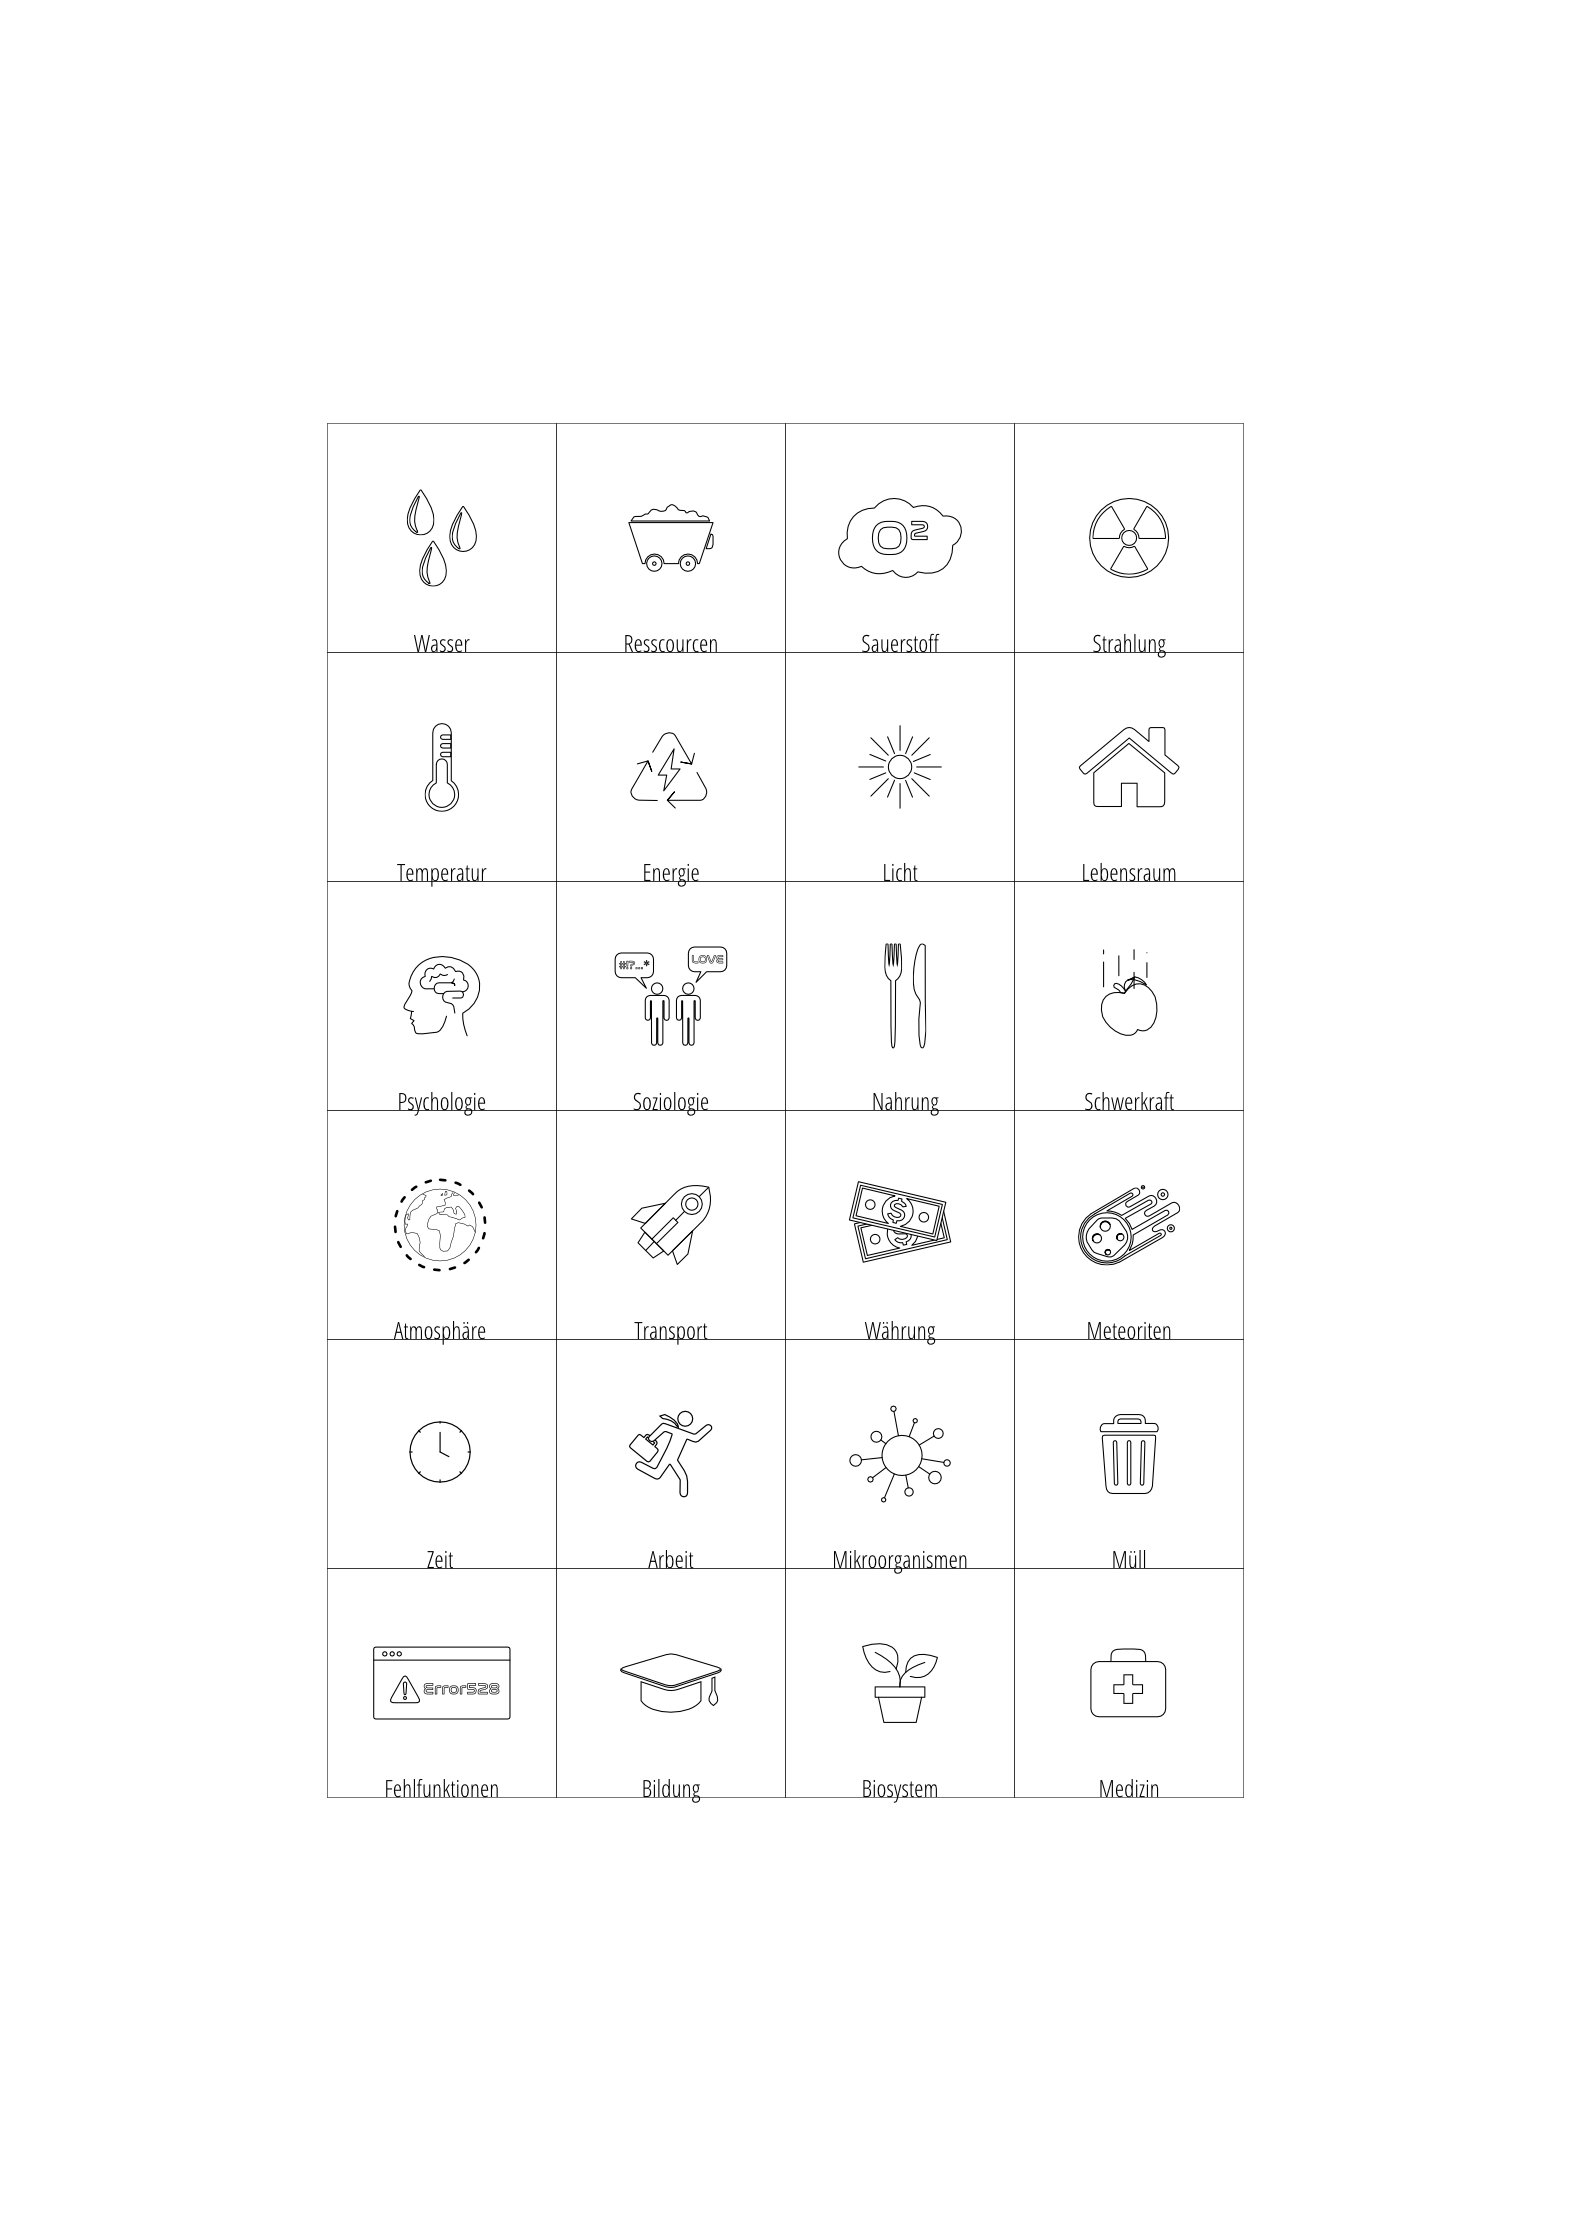 O²
Wasser
Resscourcen
Sauerstoff
Strahlung
Temperatur
Energie
Licht
Lebensraum
#!?...*
LOVE
Psychologie
Soziologie
Nahrung
Schwerkraft
$
$
Atmosphäre
Transport
Währung
Meteoriten
Zeit
Arbeit
Mikroorganismen
Müll
! Error528
Fehlfunktionen
Bildung
Biosystem
Medizin